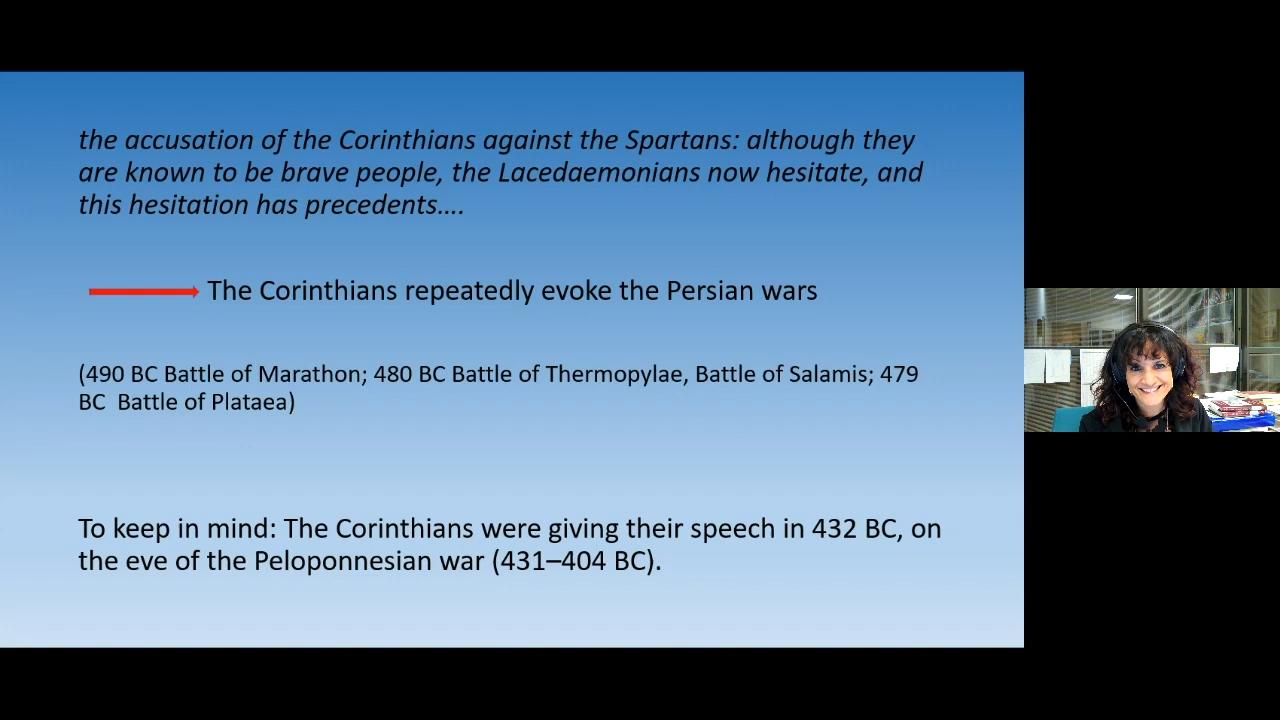 the accusation of the Corinthians against the Spartans: although they
are known to be brave people, the Lacedaemonians now hesitate, and
this hesitation has precedents....
The Corinthians repeatedly evoke the Persian wars
(490 BC Battle of Marathon; 480 BC Battle of Thermopylae, Battle of Salamis; 479
BC  Battle of Plataea)
To keep in mind: The Corinthians were giving their speech in 432 BC, on
the eve of the Peloponnesian war (431–404 BC).